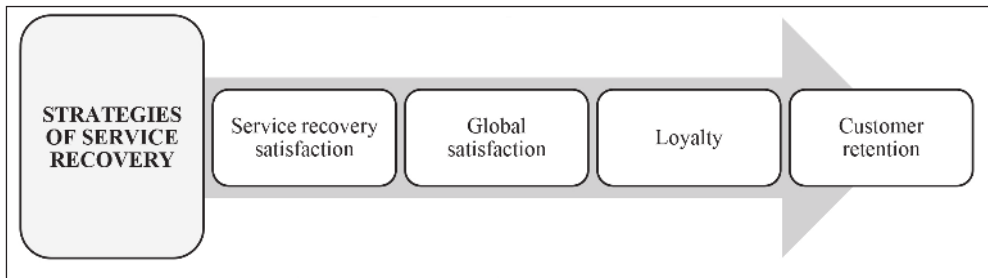 STRATEGIES
OF SERVICE
RECOVERY
Service recovery
satisfaction
Global
satisfaction
Loyalty
Customer
retention